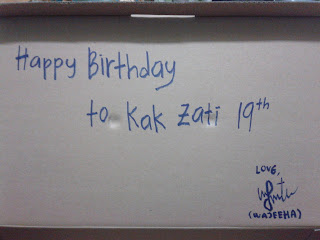 Happy Birthday
to Kak Zati 19th
LOVE,
(WAJEEHA)